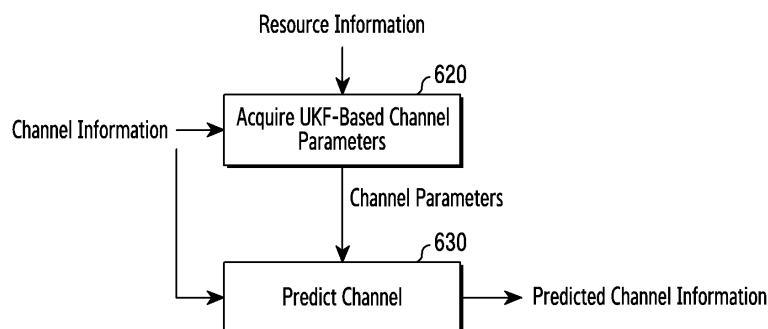 Resource Information
620
Acquire UKF-Based Channel
Parameters
Channel Information
Channel Parameters
630
Predict Channel
Predicted Channel Information